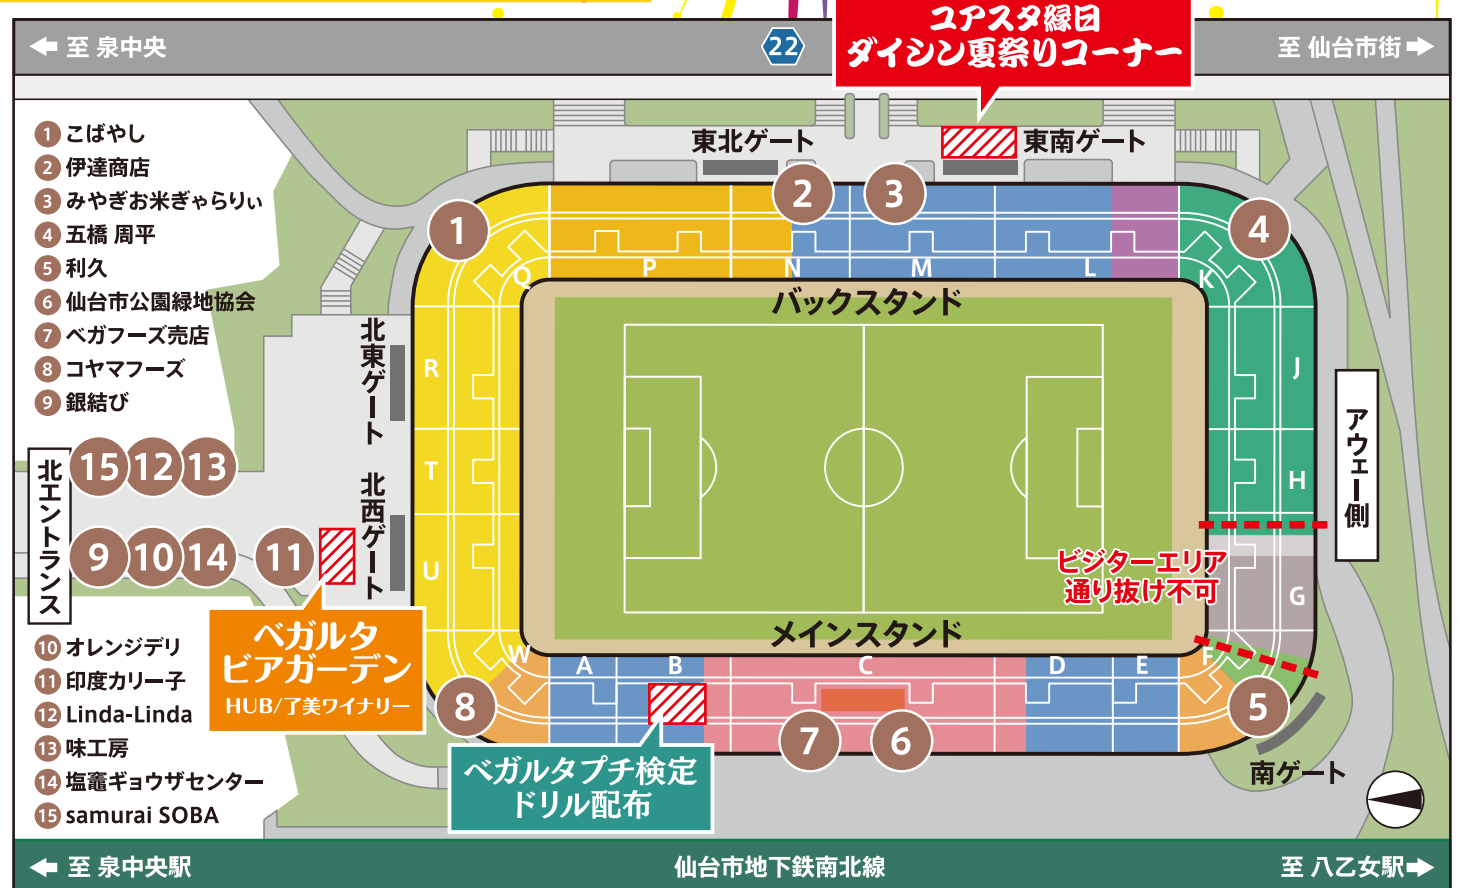 至 泉中央
22
ユアスタ縁日
ダイシン夏祭りコーナー
至 仙台市街
1 こばやし
2 伊達商店
3 みやぎお米ぎゃらりぃ
4 五橋 周平
5 利久
6 仙台市公園緑地協会
7 ベガフーズ売店
8 コヤマフーズ
9 銀結び
東北ゲート
東南ゲート
1
2
3
4
Q
P
N
M
L
K
バックスタンド
北東ゲート
R
J
アウェー側
北エントランス
15
12
13
北西ゲート
T
H
9
10
14
11
U
G
ビジターエリア
通り抜け不可
メインスタンド
10 オレンジデリ
11 印度カリー子
12 Linda-Linda
13 味工房
14 塩竈ギョウザセンター
15 samurai SOBA
ベガルタ
ビアガーデン
HUB/了美ワイナリー
W
A
B
C
D
E
F
8
7
6
5
ベガルタプチ検定
ドリル配布
南ゲート
至 泉中央駅
仙台市地下鉄南北線
至 八乙女駅